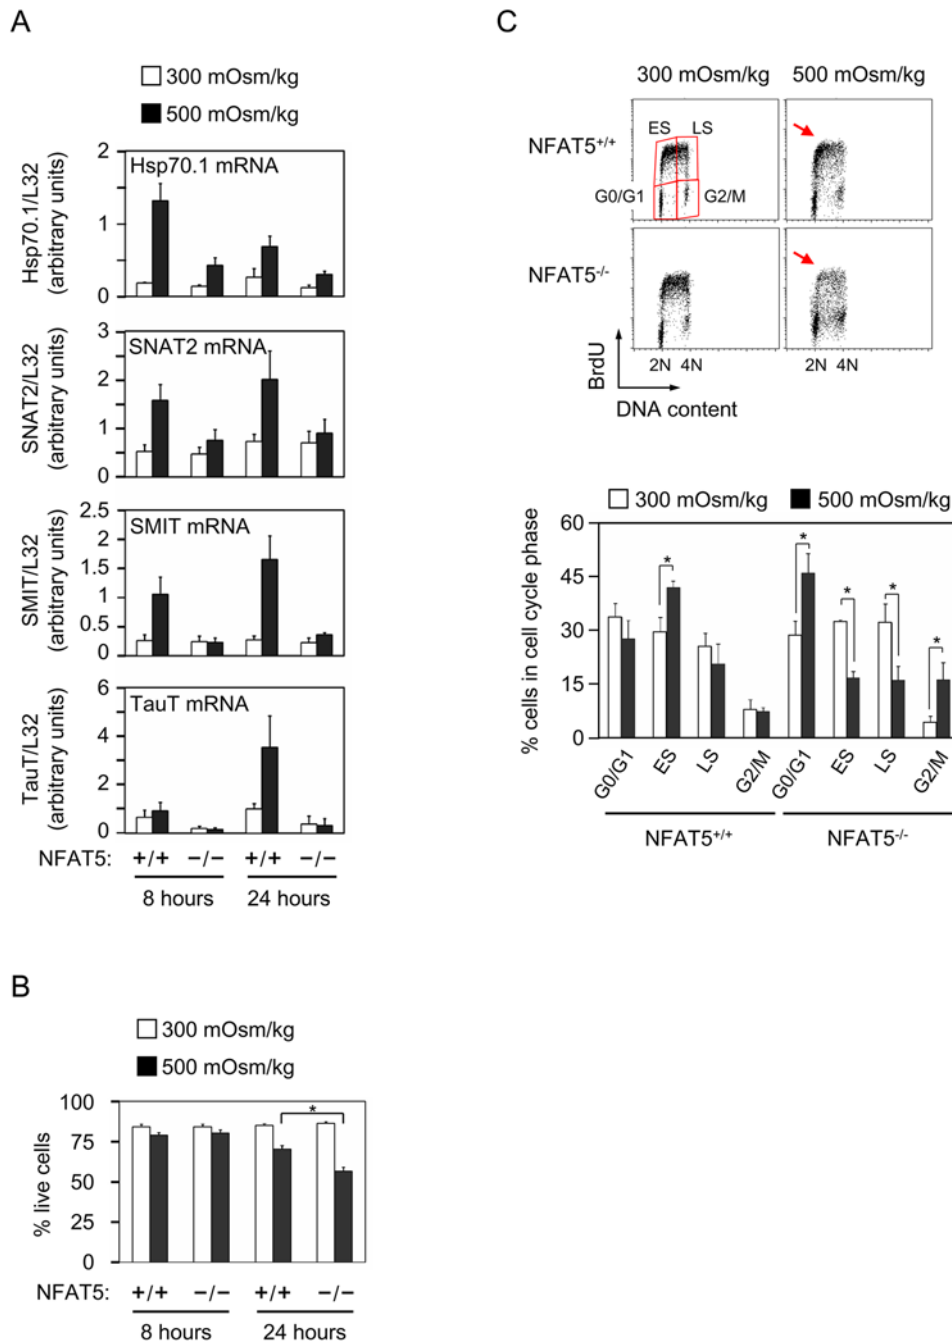 A
300 mOsm/kg
500 mOsm/kg
Hsp70.1 mRNA
Hsp70.1/L32
(arbitrary units)
2
1
0
SNAT2 mRNA
SNAT2/L32
(arbitrary units)
3
2
1
0
SMIT mRNA
SMIT/L32
(arbitrary units)
2.5
2
1.5
1
0.5
0
TauT mRNA
TauT/L32
(arbitrary units)
6
4
2
0
NFAT5: +/+ −/− +/+ −/−
8 hours 24 hours
B
300 mOsm/kg
500 mOsm/kg
% live cells
100
75
50
25
0
*
NFAT5: +/+ −/− +/+ −/−
8 hours 24 hours
C
300 mOsm/kg 500 mOsm/kg
NFAT5+/+
ES LS
G0/G1 G2/M
NFAT5-/-
BrdU
2N 4N 2N 4N
DNA content
300 mOsm/kg 500 mOsm/kg
% cells in cell cycle phase
60
45
30
15
0
* * * * *
G0/G1 ES LS G2/M G0/G1 ES LS G2/M
NFAT5+/+ NFAT5-/-